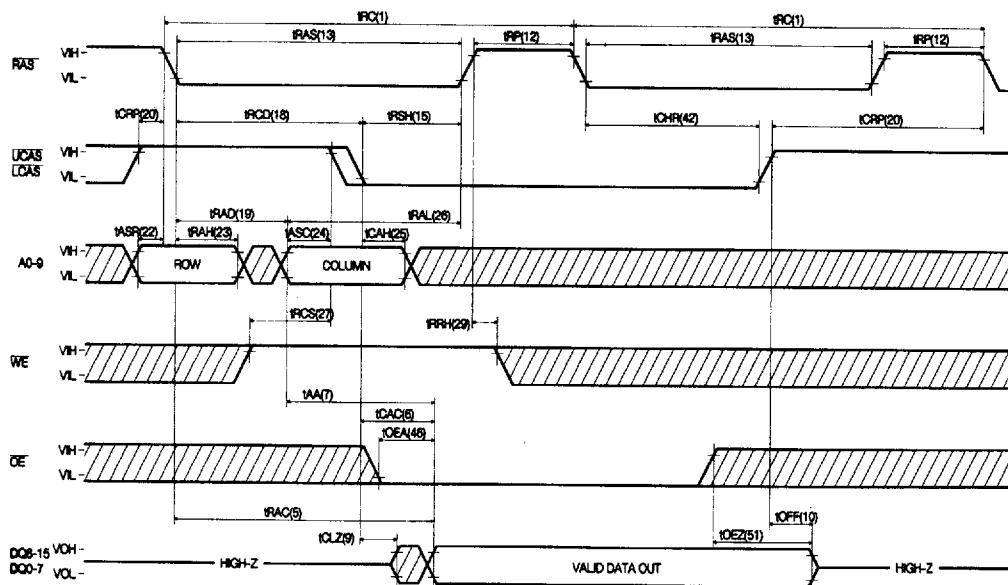 tRC(1) tRC(1)
tRAS(13) tRP(12) tRAS(13) tRP(12)
RAS VIH
VIL
tCRP(20) tRCD(18) tRSH(15) tCHR(42) tCRP(20)
UCAS VIH
LCAS VIL
tRAD(19) tRAL(26)
tASR(22) tRAH(23) tASC(24) tCAH(25)
A0-9 VIH
VIL
ROW COLUMN
tRCS(27) tRRH(29)
WE VIH
VIL
tAA(7)
tCAC(6)
tOEA(46)
OE VIH
VIL
tRAC(5) tOFF(10)
tCLZ(9) tOEZ(51)
DQ8-15 VOH
DQ0-7 VOL
HIGH-Z VALID DATA OUT HIGH-Z